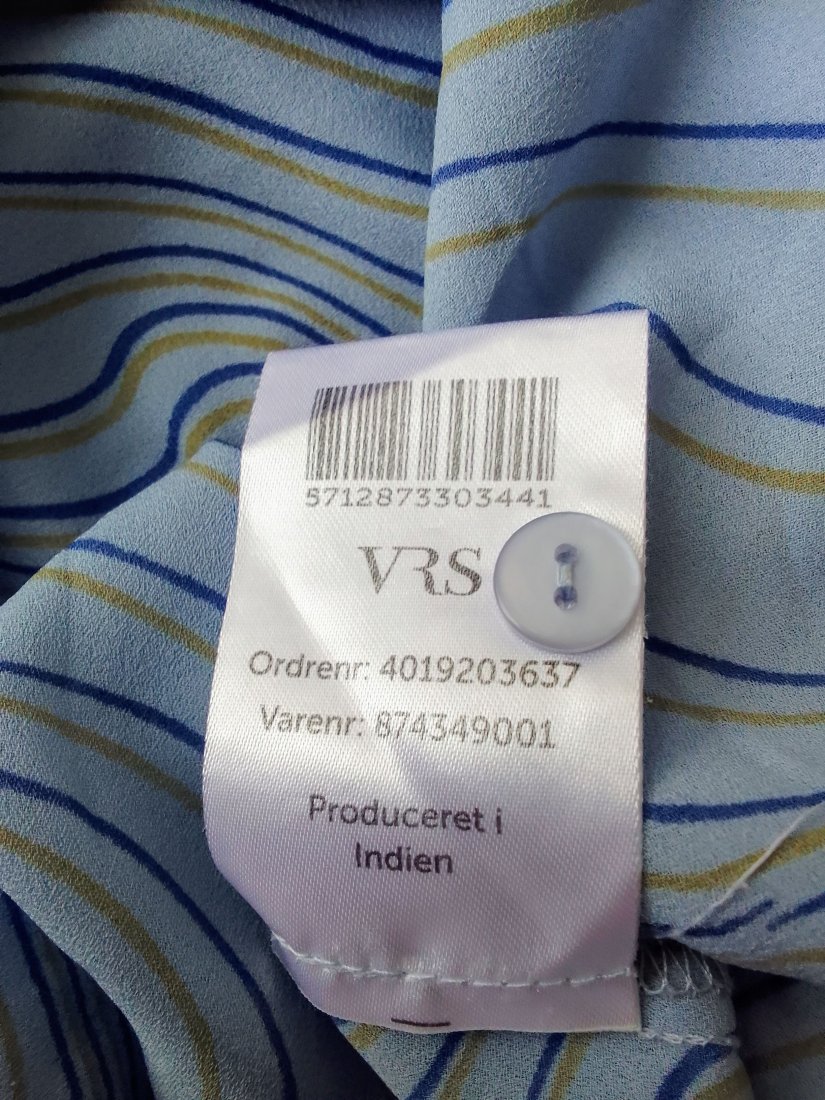 5712873303441
VRS
Ordrenr: 4019203637
Varenr: 874349001
Produceret i
Indien